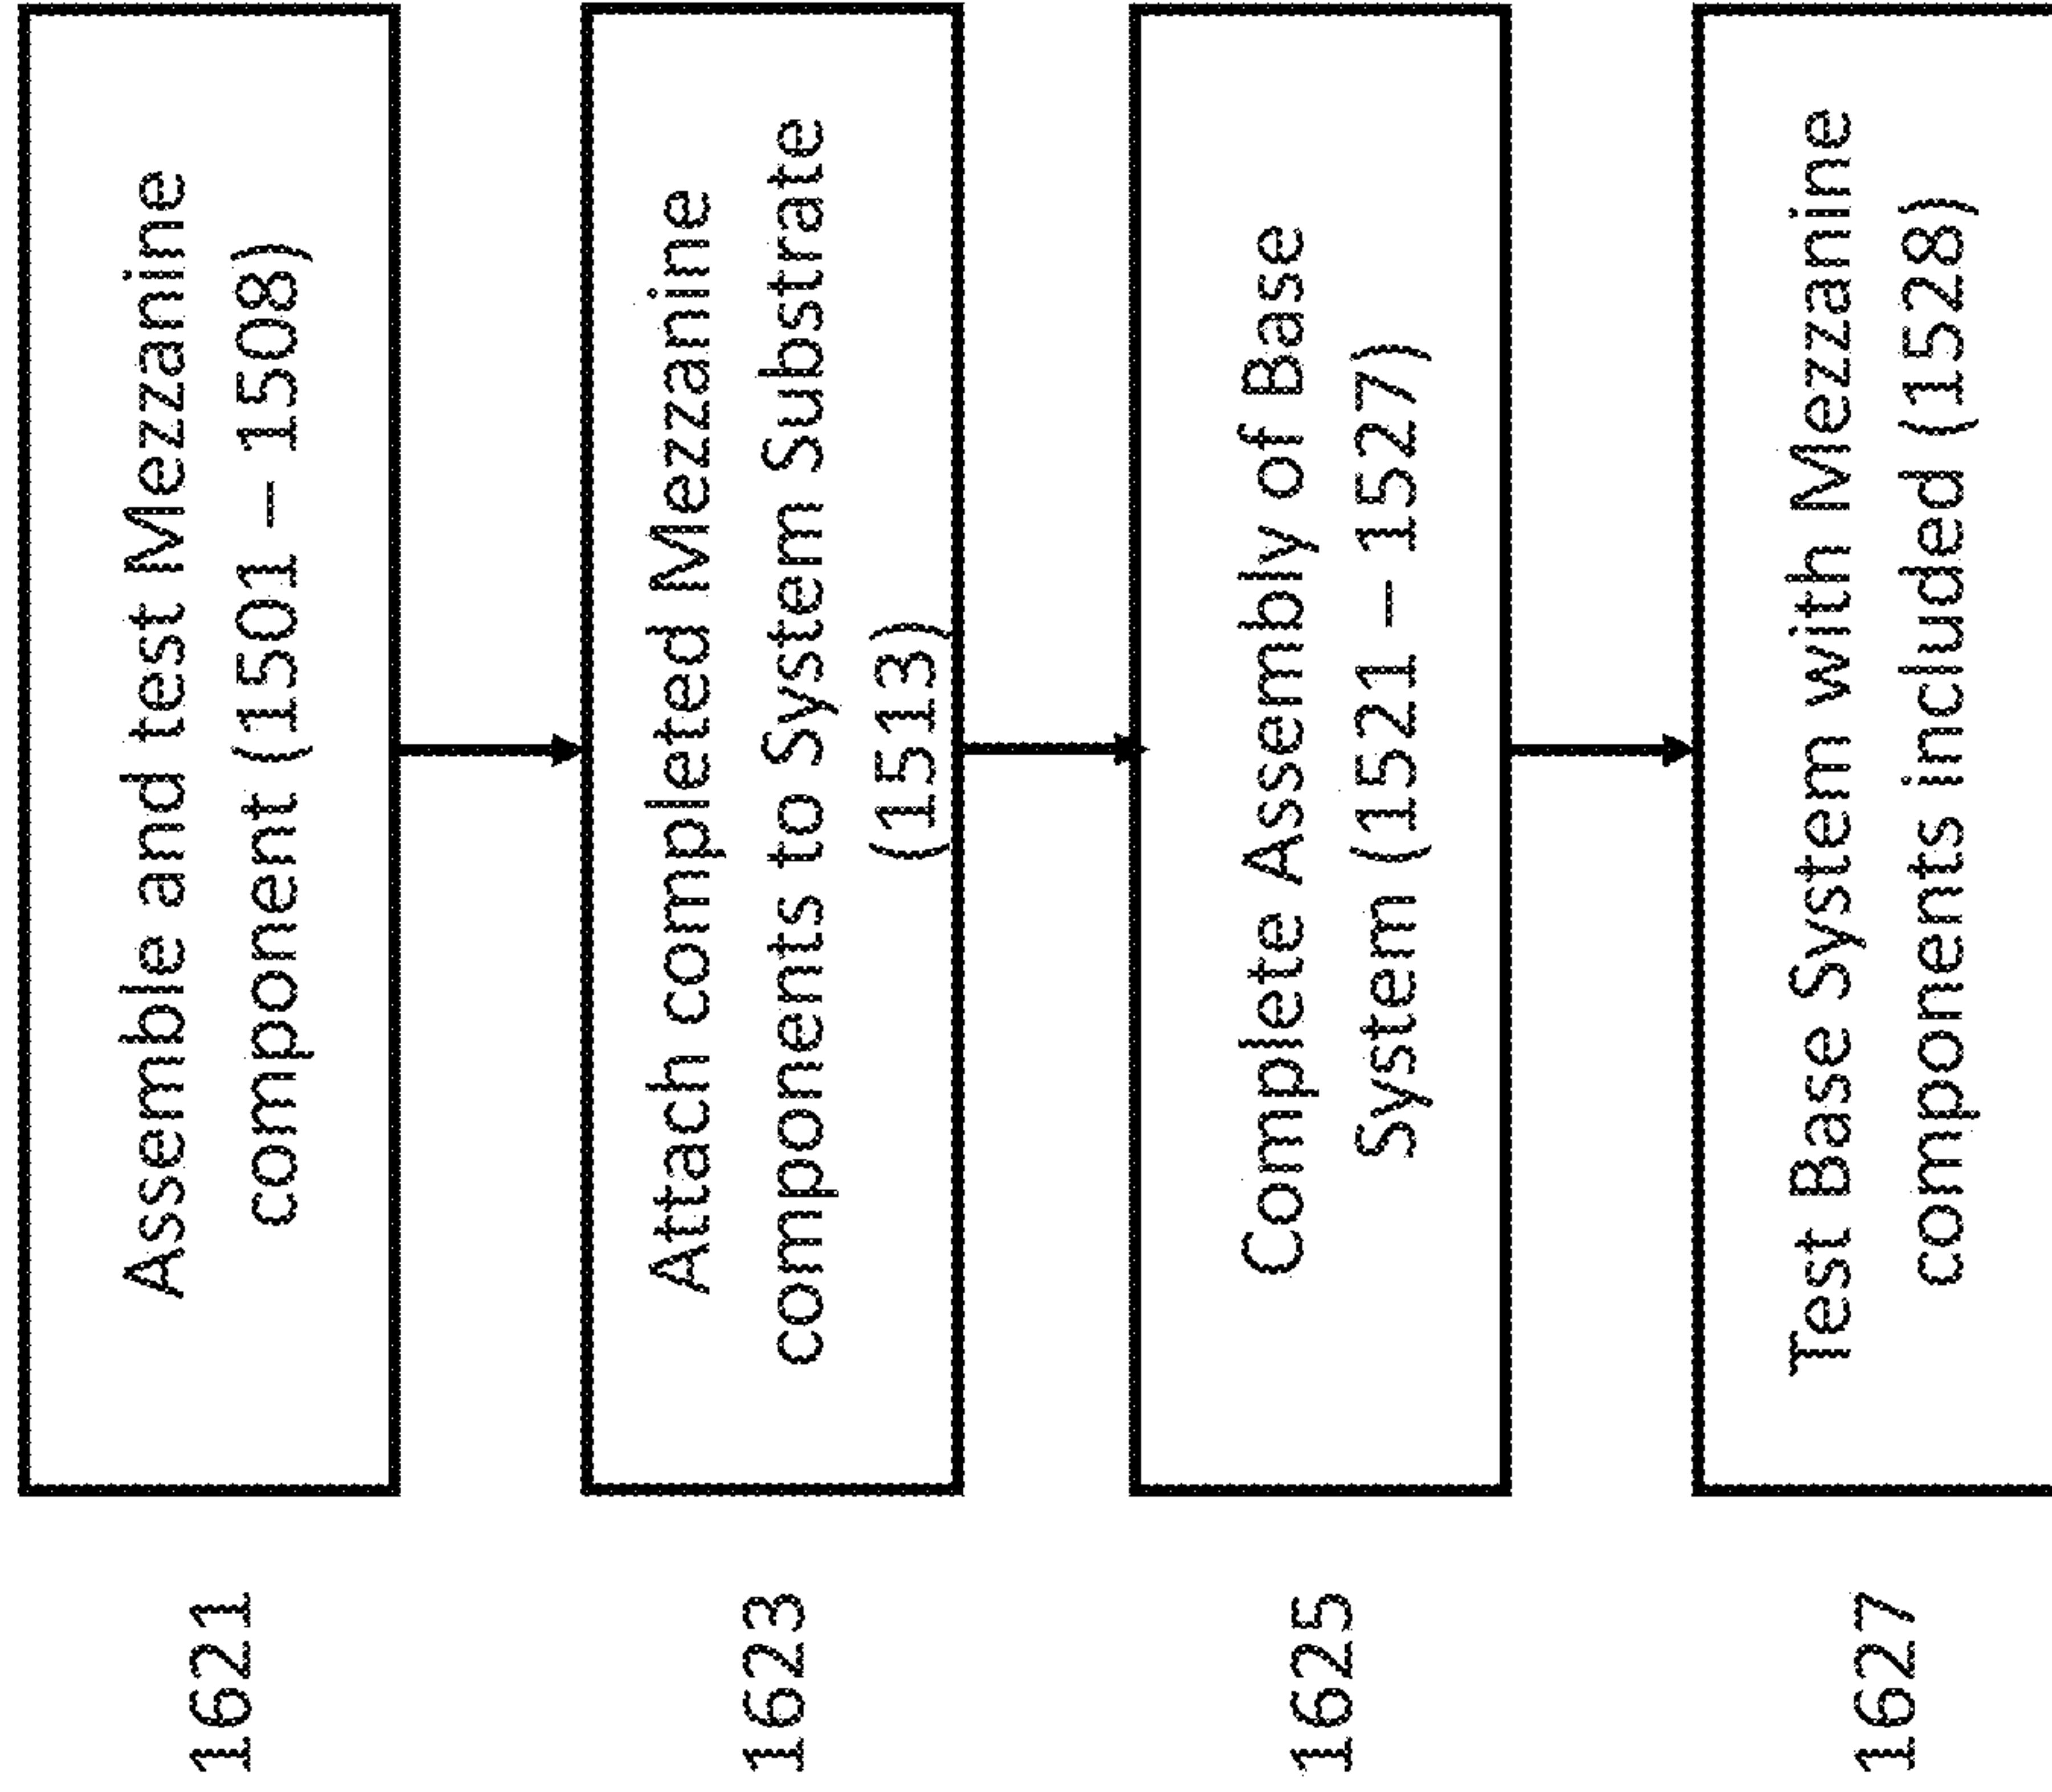 1621
Assemble and test Mezzanine
component (1501 – 1508)
1623
Attach completed Mezzanine
components to System Substrate
(1513)
1625
Complete Assembly of Base
System (1521 – 1527)
1627
Test Base System with Mezzanine
components included (1528)